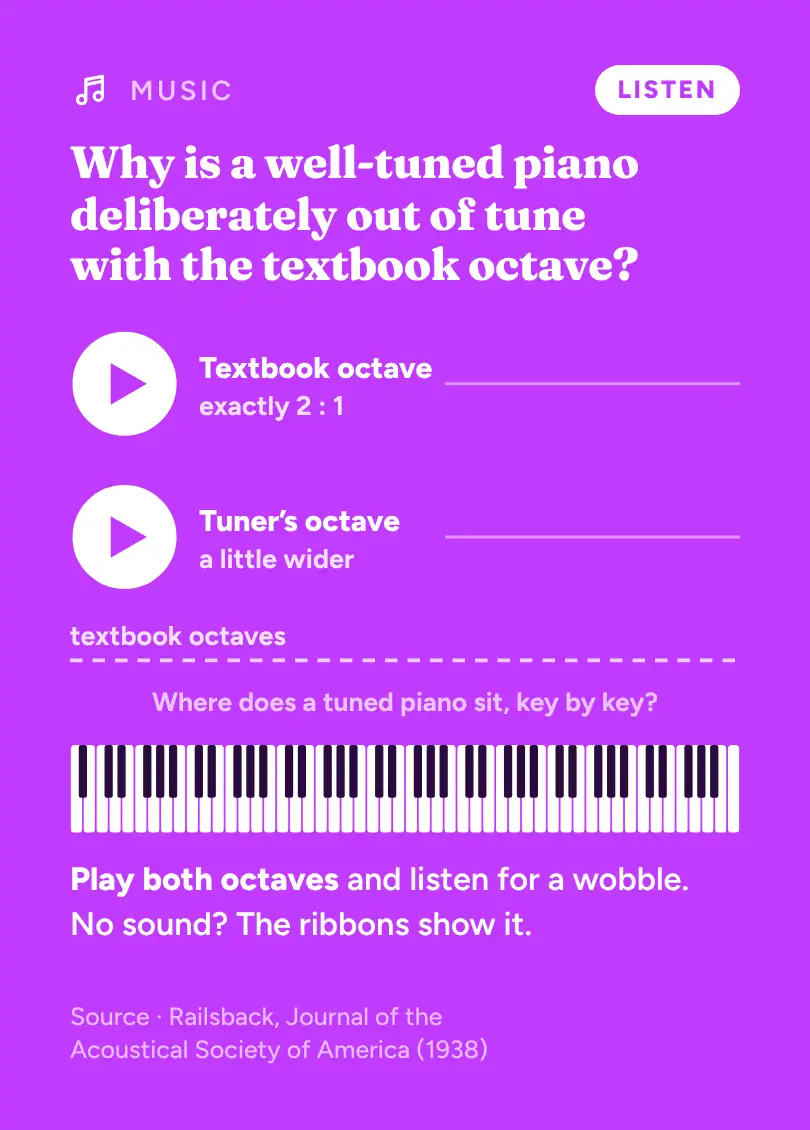 MUSIC
LISTEN
Why is a well-tuned piano
deliberately out of tune
with the textbook octave?
Textbook octave
exactly 2 : 1
Tuner’s octave
a little wider
textbook octaves
Where does a tuned piano sit, key by key?
Play both octaves and listen for a wobble.
No sound? The ribbons show it.
Source · Railsback, Journal of the
Acoustical Society of America (1938)